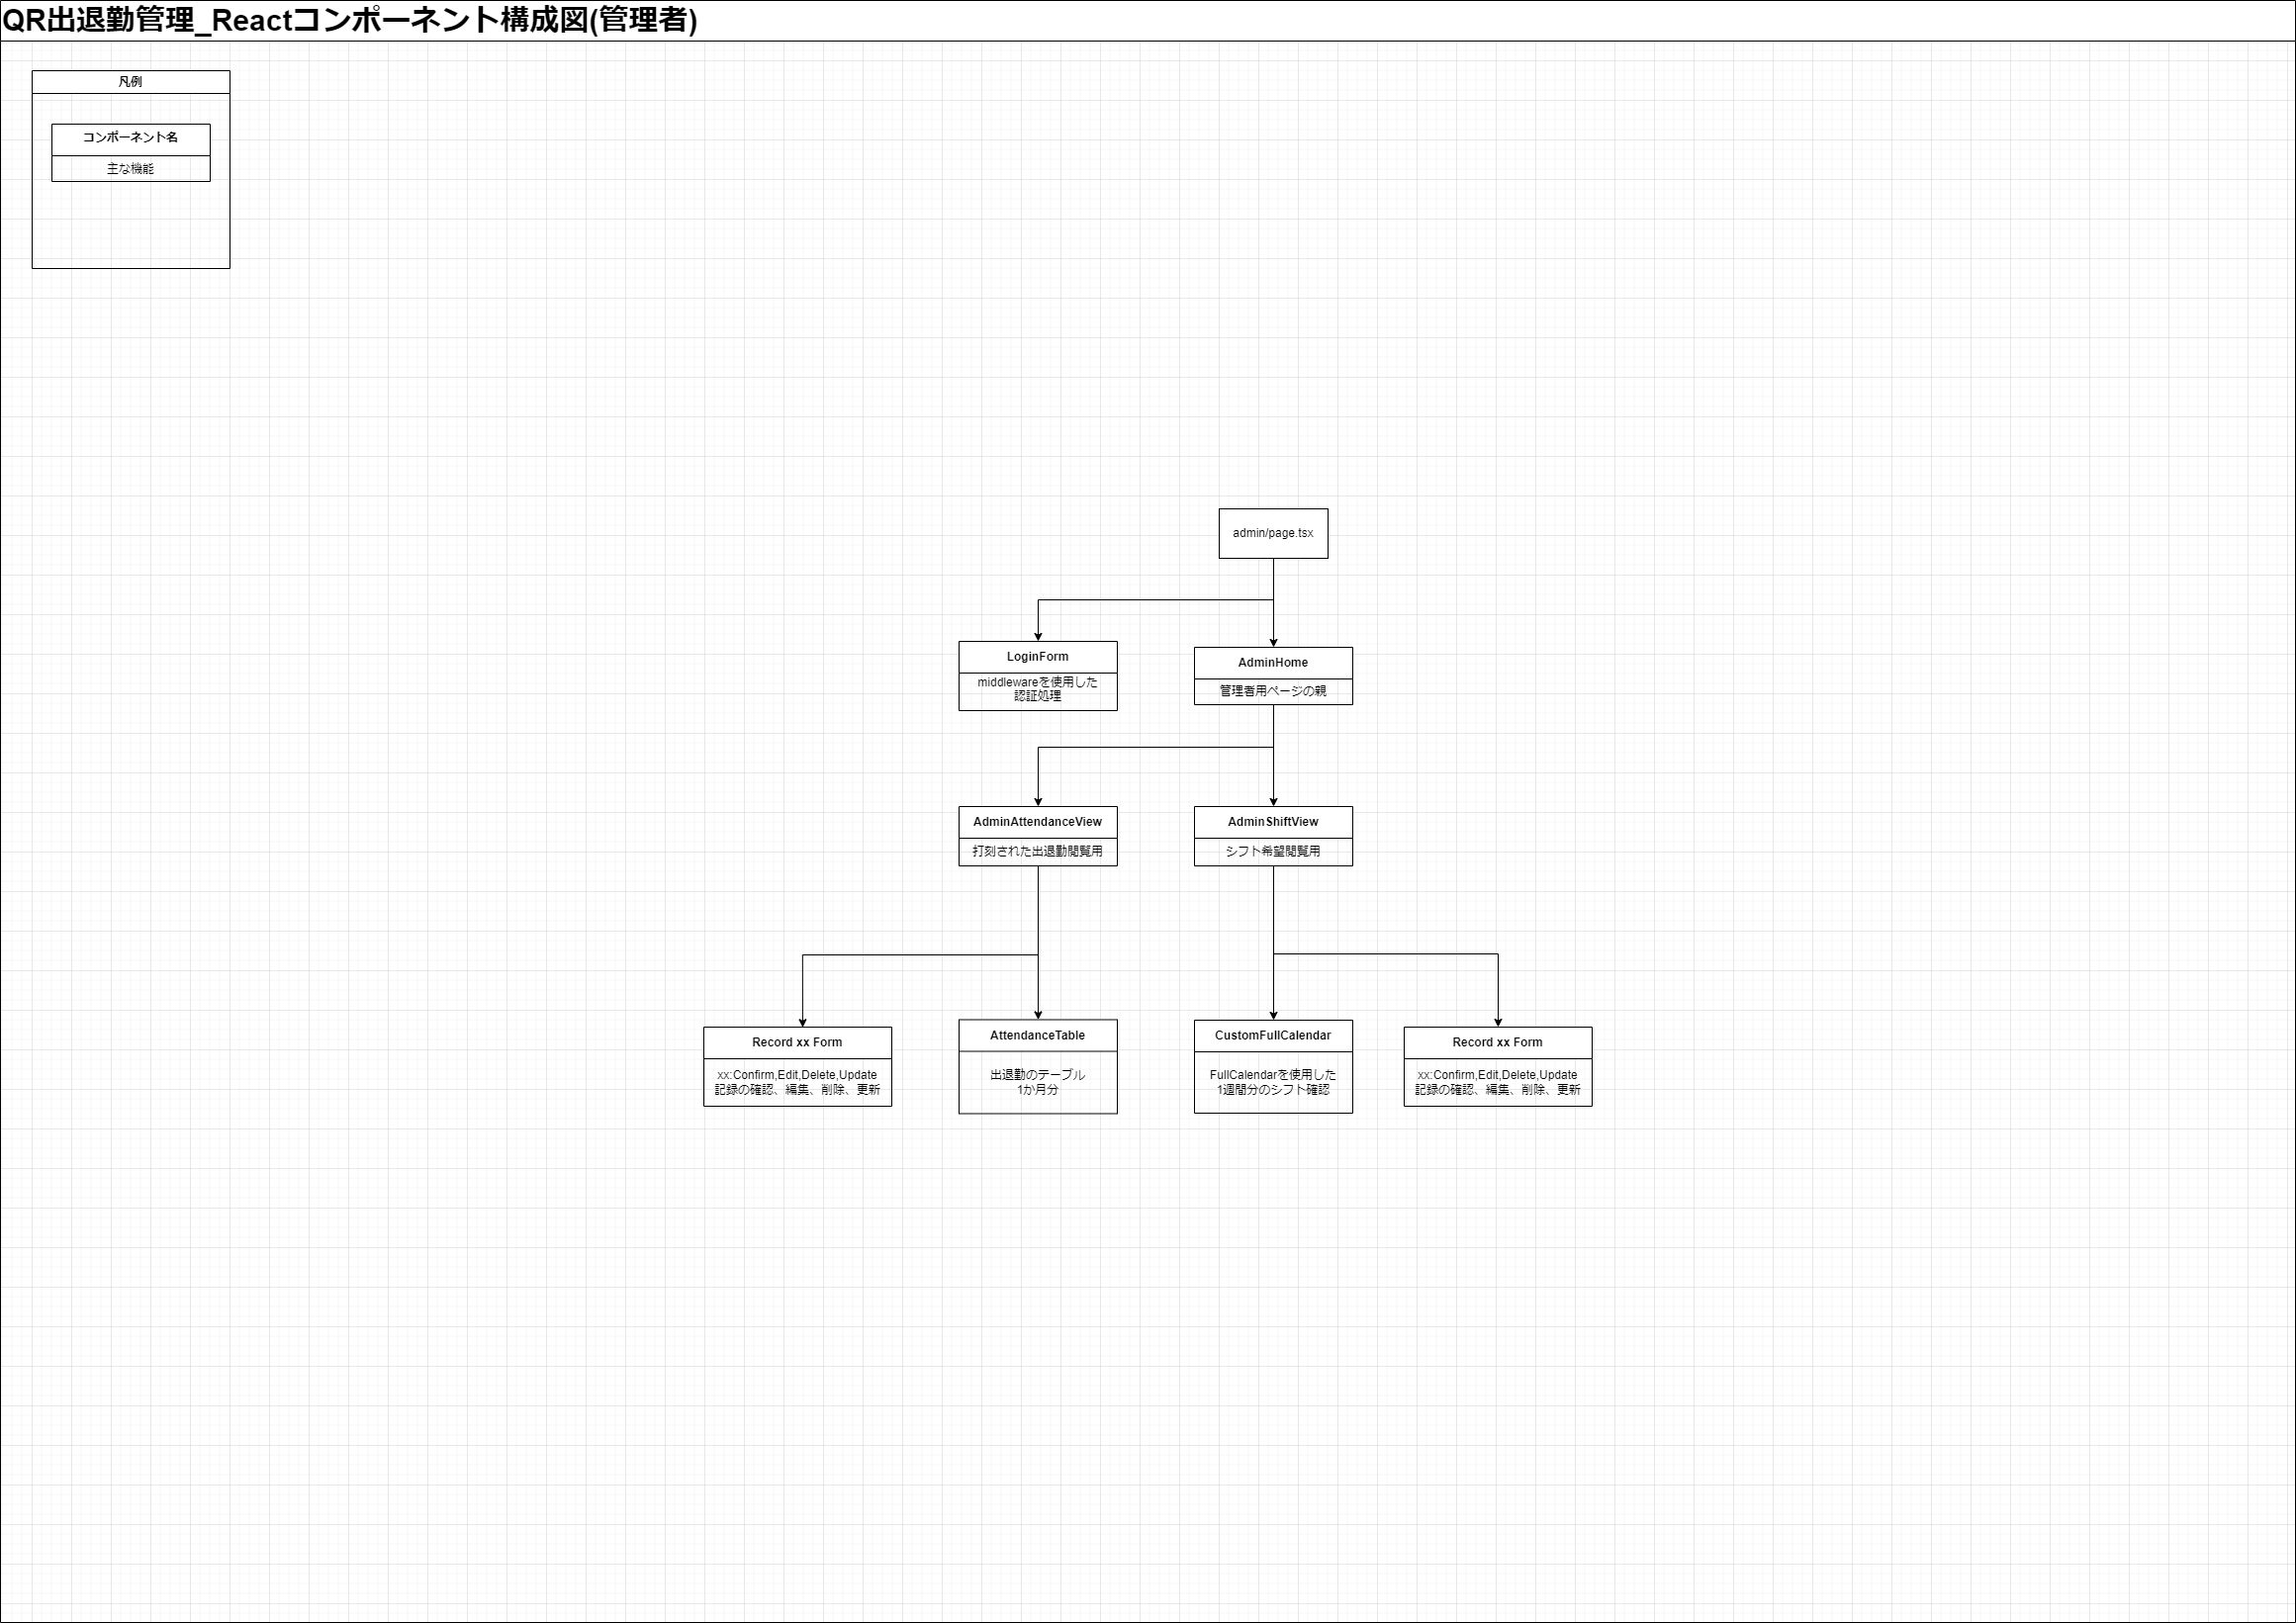 QR出退勤管理_Reactコンポーネント構成図(管理者)
凡例
コンポーネント名
主な機能
admin/page.tsx
LoginForm
middlewareを使用した
認証処理
AdminHome
管理者用ページの親
AdminAttendanceView
打刻された出退勤閲覧用
AdminShiftView
シフト希望閲覧用
Record xx Form
xx:Confirm,Edit,Delete,Update
記録の確認、編集、削除、更新
AttendanceTable
出退勤のテーブル
1か月分
CustomFullCalendar
FullCalendarを使用した
1週間分のシフト確認
Record xx Form
xx:Confirm,Edit,Delete,Update
記録の確認、編集、削除、更新